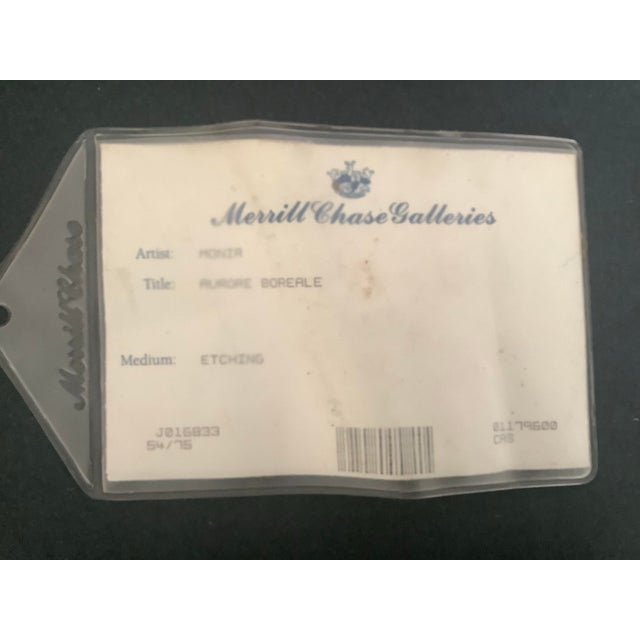 Merrill Chase Galleries
Artist: MONIR
Title: AURORE BOREALE
Medium: ETCHING
J016833
54/75
01179600
CAS
Merrill Chase